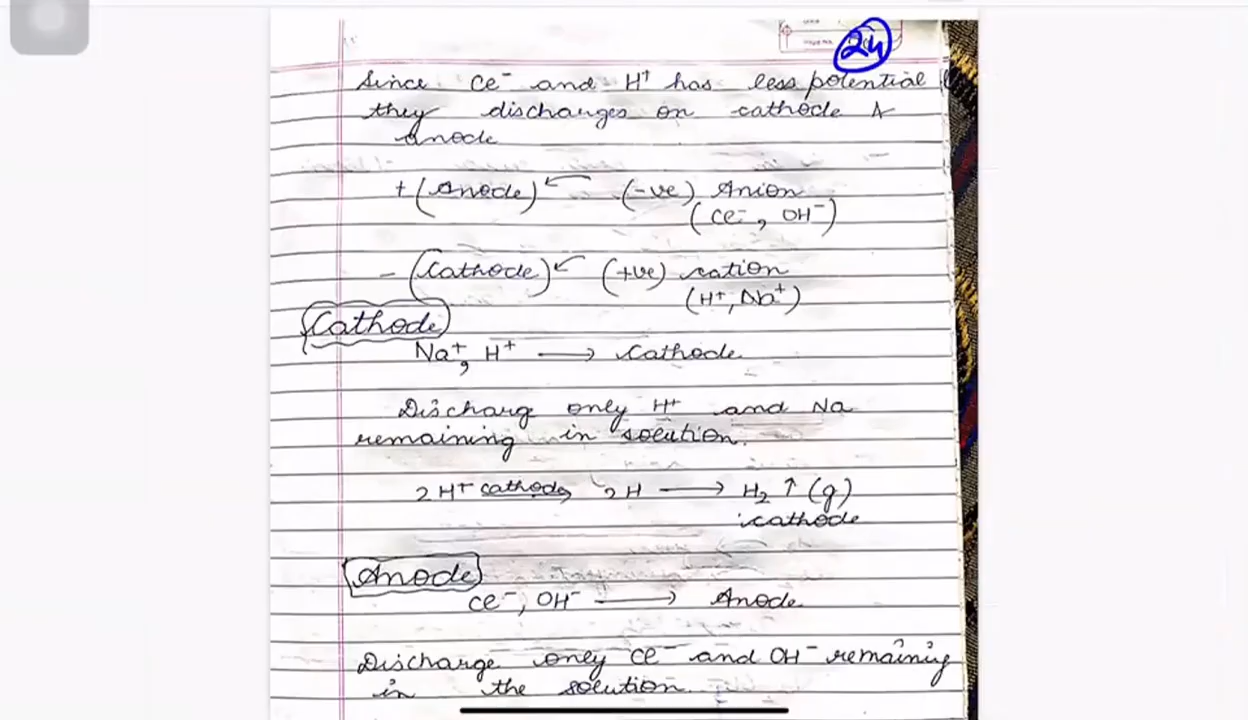 24
Since Cl⁻ and H⁺ has less potential
they discharges on cathode &
anode
+ (Anode) ← (-ve) Anion
(Cl⁻, OH⁻)
- (Cathode) ← (+ve) cation
(H⁺, Na⁺)
Cathode
Na⁺, H⁺ → Cathode
Discharge only H⁺ and Na
remaining in solution.
2H⁺ cathode, 2H → H₂ ↑ (g)
cathode
Anode
Cl⁻, OH⁻ → Anode
Discharge only Cl⁻ and OH⁻ remaining
in the solution.